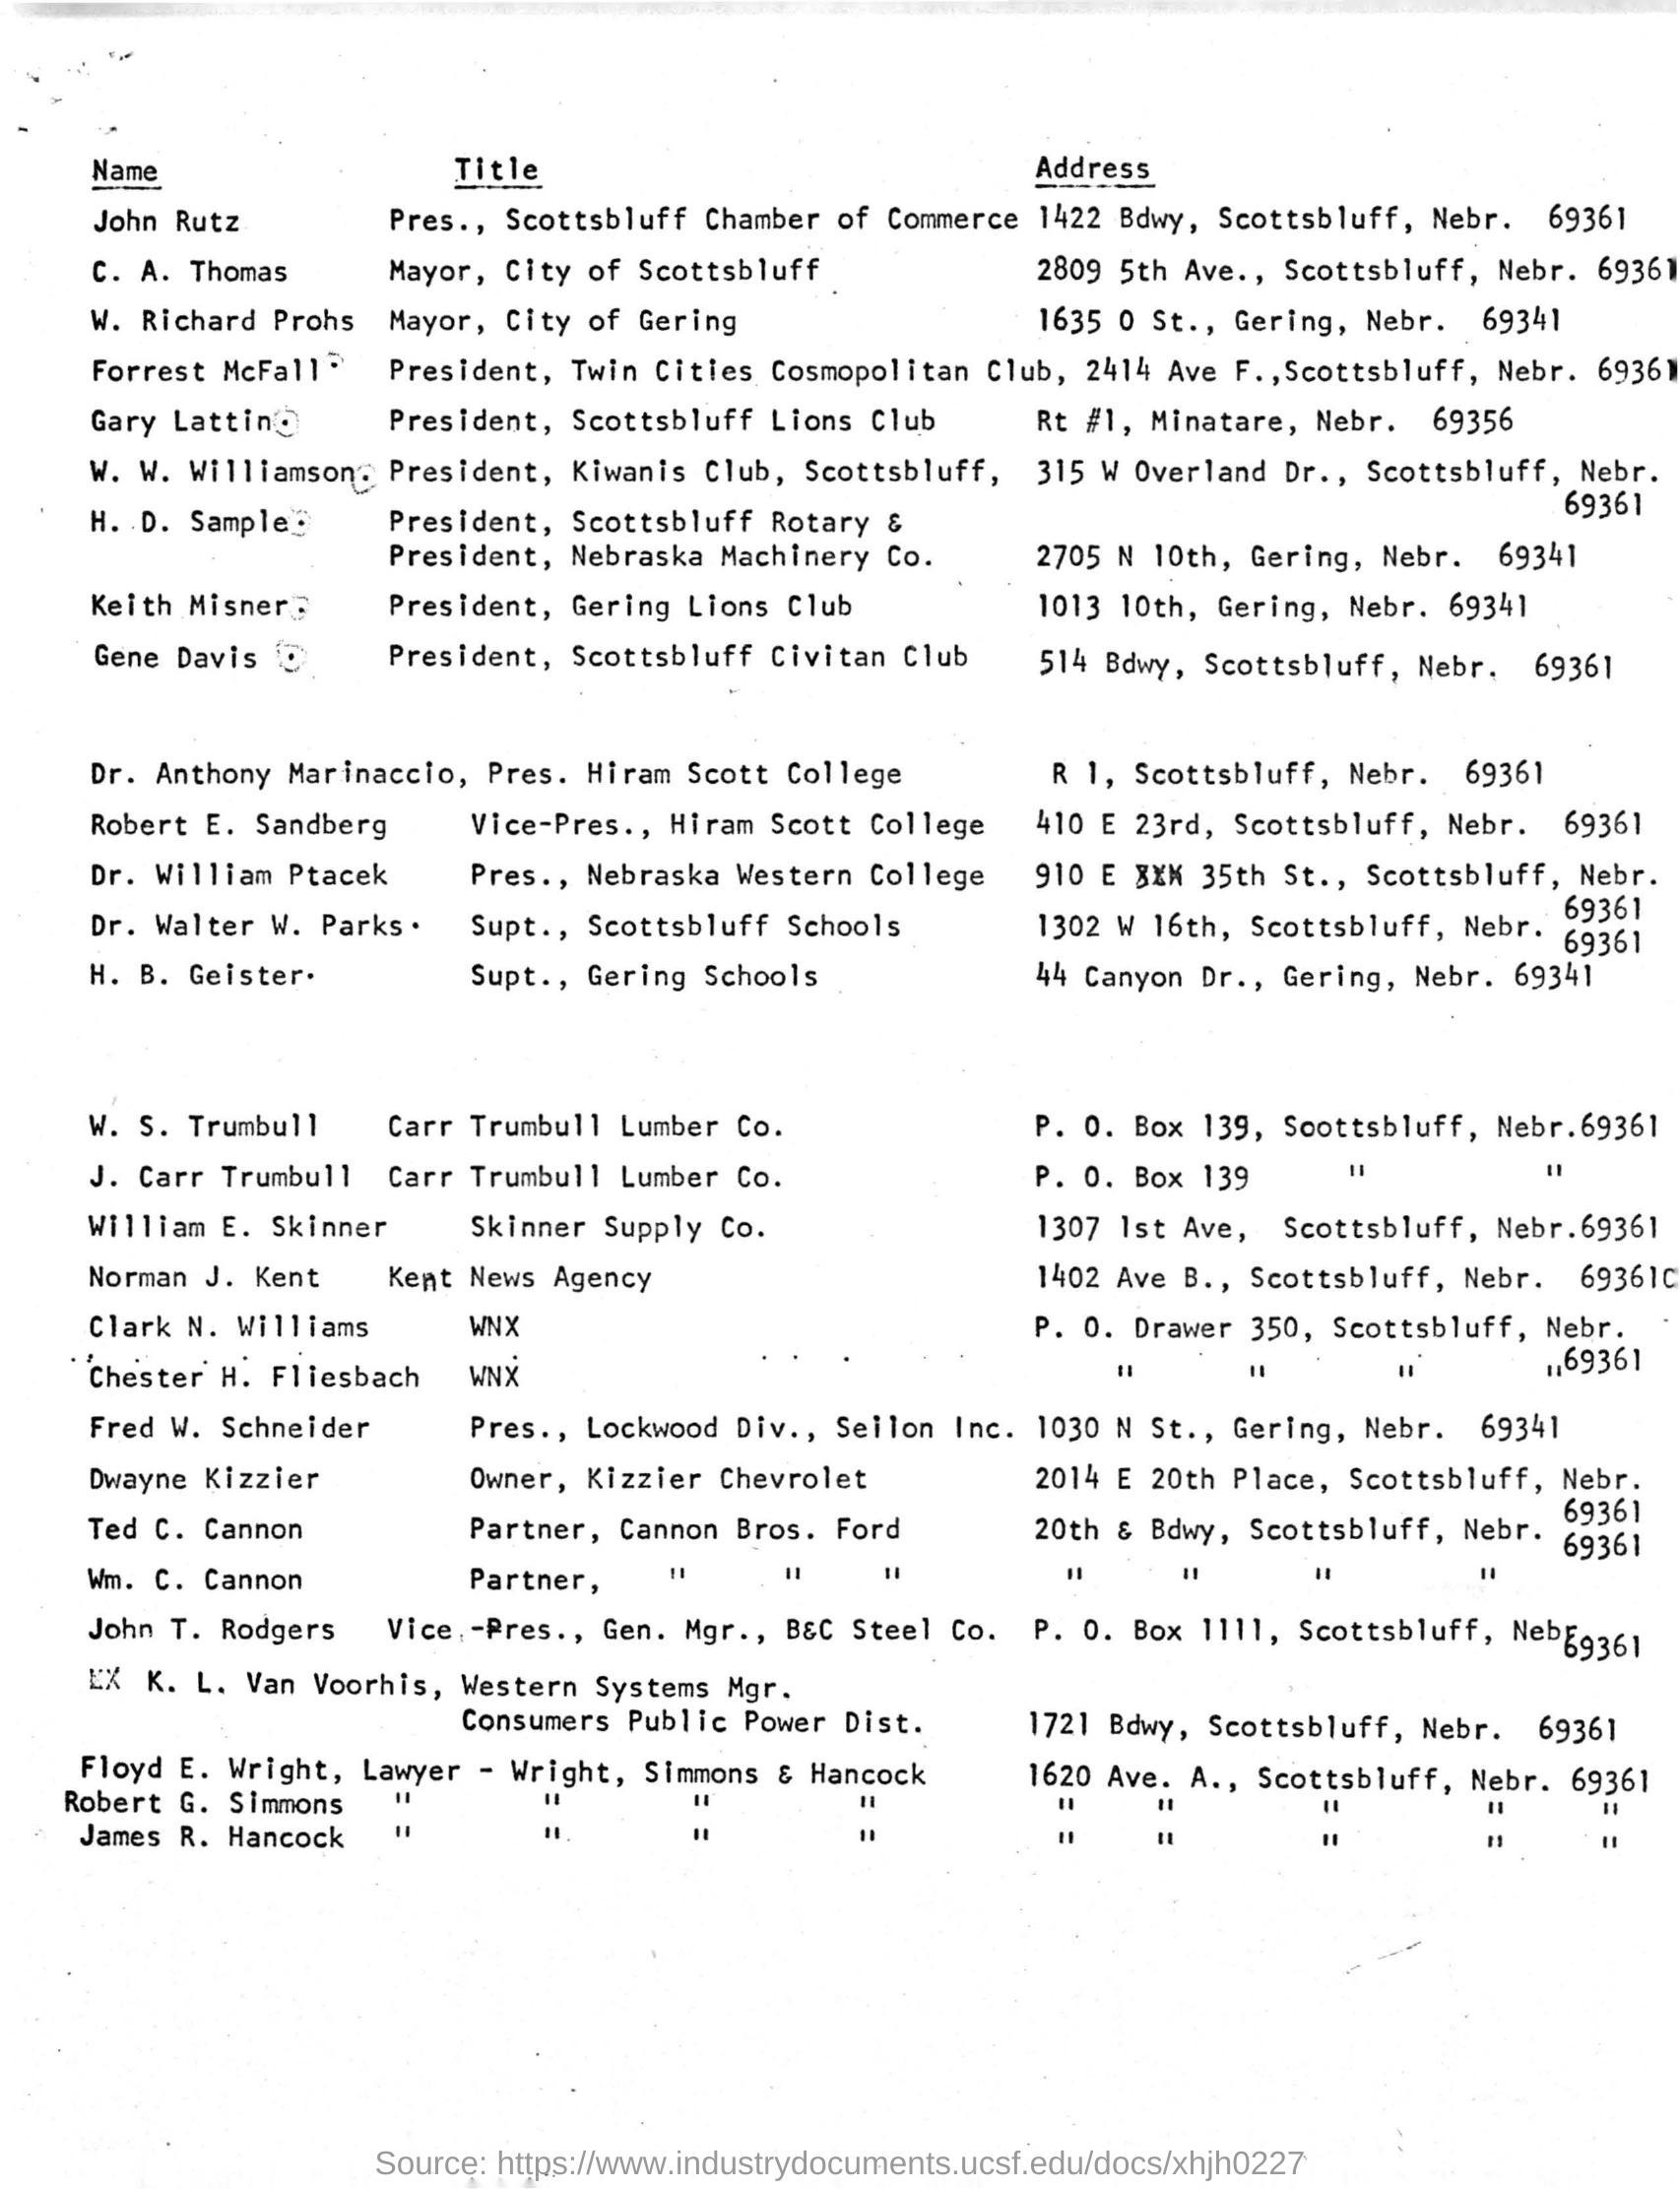 Name Title Address
John Rutz Pres., Scottsbluff Chamber of Commerce 1422 Bdwy, Scottsbluff, Nebr. 69361
C. A. Thomas Mayor, City of Scottsbluff 2809 5th Ave., Scottsbluff, Nebr. 69361
W. Richard Prohs Mayor, City of Gering 1635 O St., Gering, Nebr. 69341
Forrest McFall President, Twin Cities Cosmopolitan Club, 2414 Ave F.,Scottsbluff, Nebr. 69361
Gary Lattin President, Scottsbluff Lions Club Rt #1, Minatare, Nebr. 69356
W. W. Williamson President, Kiwanis Club, Scottsbluff, 315 W Overland Dr., Scottsbluff, Nebr.
69361
H. D. Sample President, Scottsbluff Rotary &
President, Nebraska Machinery Co. 2705 N 10th, Gering, Nebr. 69341
Keith Misner President, Gering Lions Club 1013 10th, Gering, Nebr. 69341
Gene Davis President, Scottsbluff Civitan Club 514 Bdwy, Scottsbluff, Nebr. 69361
Dr. Anthony Marinaccio, Pres. Hiram Scott College R 1, Scottsbluff, Nebr. 69361
Robert E. Sandberg Vice-Pres., Hiram Scott College 410 E 23rd, Scottsbluff, Nebr. 69361
Dr. William Ptacek Pres., Nebraska Western College 910 E 35th St., Scottsbluff, Nebr.
69361
Dr. Walter W. Parks. Supt., Scottsbluff Schools 1302 W 16th, Scottsbluff, Nebr.
69361
H. B. Geister. Supt., Gering Schools 44 Canyon Dr., Gering, Nebr. 69341
W. S. Trumbull Carr Trumbull Lumber Co. P. O. Box 139, Scottsbluff, Nebr.69361
J. Carr Trumbull Carr Trumbull Lumber Co. P. O. Box 139 " "
William E. Skinner Skinner Supply Co. 1307 1st Ave, Scottsbluff, Nebr.69361
Norman J. Kent Kent News Agency 1402 Ave B., Scottsbluff, Nebr. 69361C
Clark N. Williams WNX P. O. Drawer 350, Scottsbluff, Nebr.
69361
Chester H. Fliesbach WNX " " " "
Fred W. Schneider Pres., Lockwood Div., Seilon Inc. 1030 N St., Gering, Nebr. 69341
Dwayne Kizzier Owner, Kizzier Chevrolet 2014 E 20th Place, Scottsbluff, Nebr.
69361
Ted C. Cannon Partner, Cannon Bros. Ford 20th & Bdwy, Scottsbluff, Nebr.
69361
Wm. C. Cannon Partner, " " " " " " "
John T. Rodgers Vice-Pres., Gen. Mgr., B&C Steel Co. P. O. Box 1111, Scottsbluff, Nebr
69361
EX K. L. Van Voorhis, Western Systems Mgr.
Consumers Public Power Dist. 1721 Bdwy, Scottsbluff, Nebr. 69361
Floyd E. Wright, Lawyer - Wright, Simmons & Hancock 1620 Ave. A., Scottsbluff, Nebr. 69361
Robert G. Simmons " " " " " " " " "
James R. Hancock " " " " " " " " "
Source: https://www.industrydocuments.ucsf.edu/docs/xhjh0227